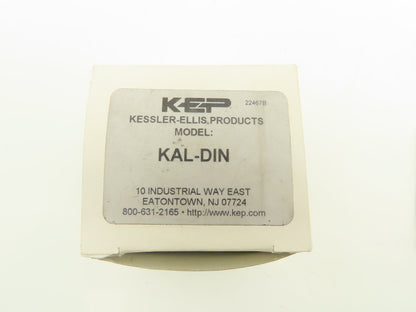 KEP 22467B
KESSLER-ELLIS PRODUCTS
MODEL:
KAL-DIN
10 INDUSTRIAL WAY EAST
EATONTOWN, NJ 07724
800-631-2165 • http://www.kep.com